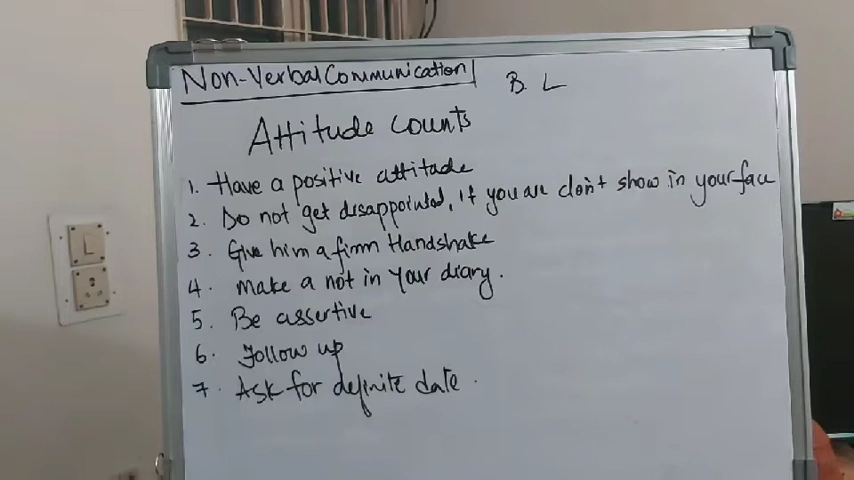 Non-Verbal Communication B. L
Attitude counts
1. Have a positive attitude
2. Do not get disappointed, if you are don't show in your face
3. Give him a firm Handshake
4. make a not in Your diary.
5. Be assertive
6. Follow up
7. Ask for definite date.